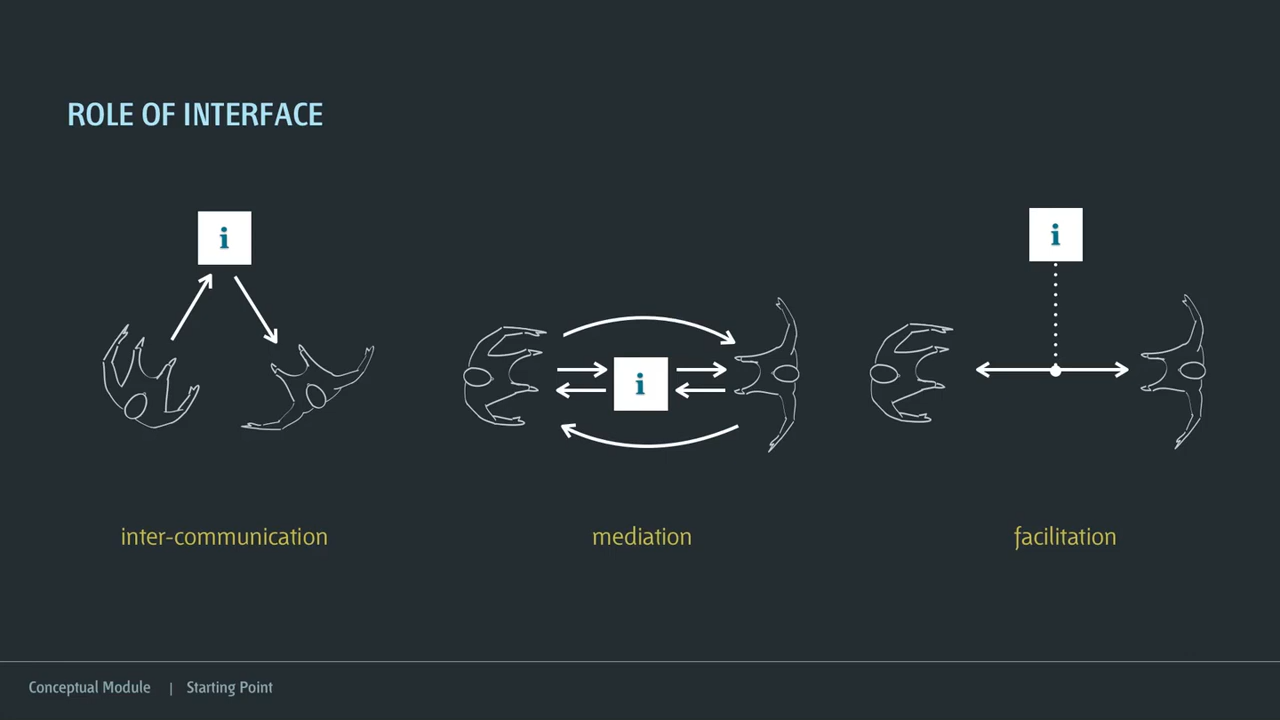 ROLE OF INTERFACE
i
i
i
inter-communication
mediation
facilitation
Conceptual Module | Starting Point